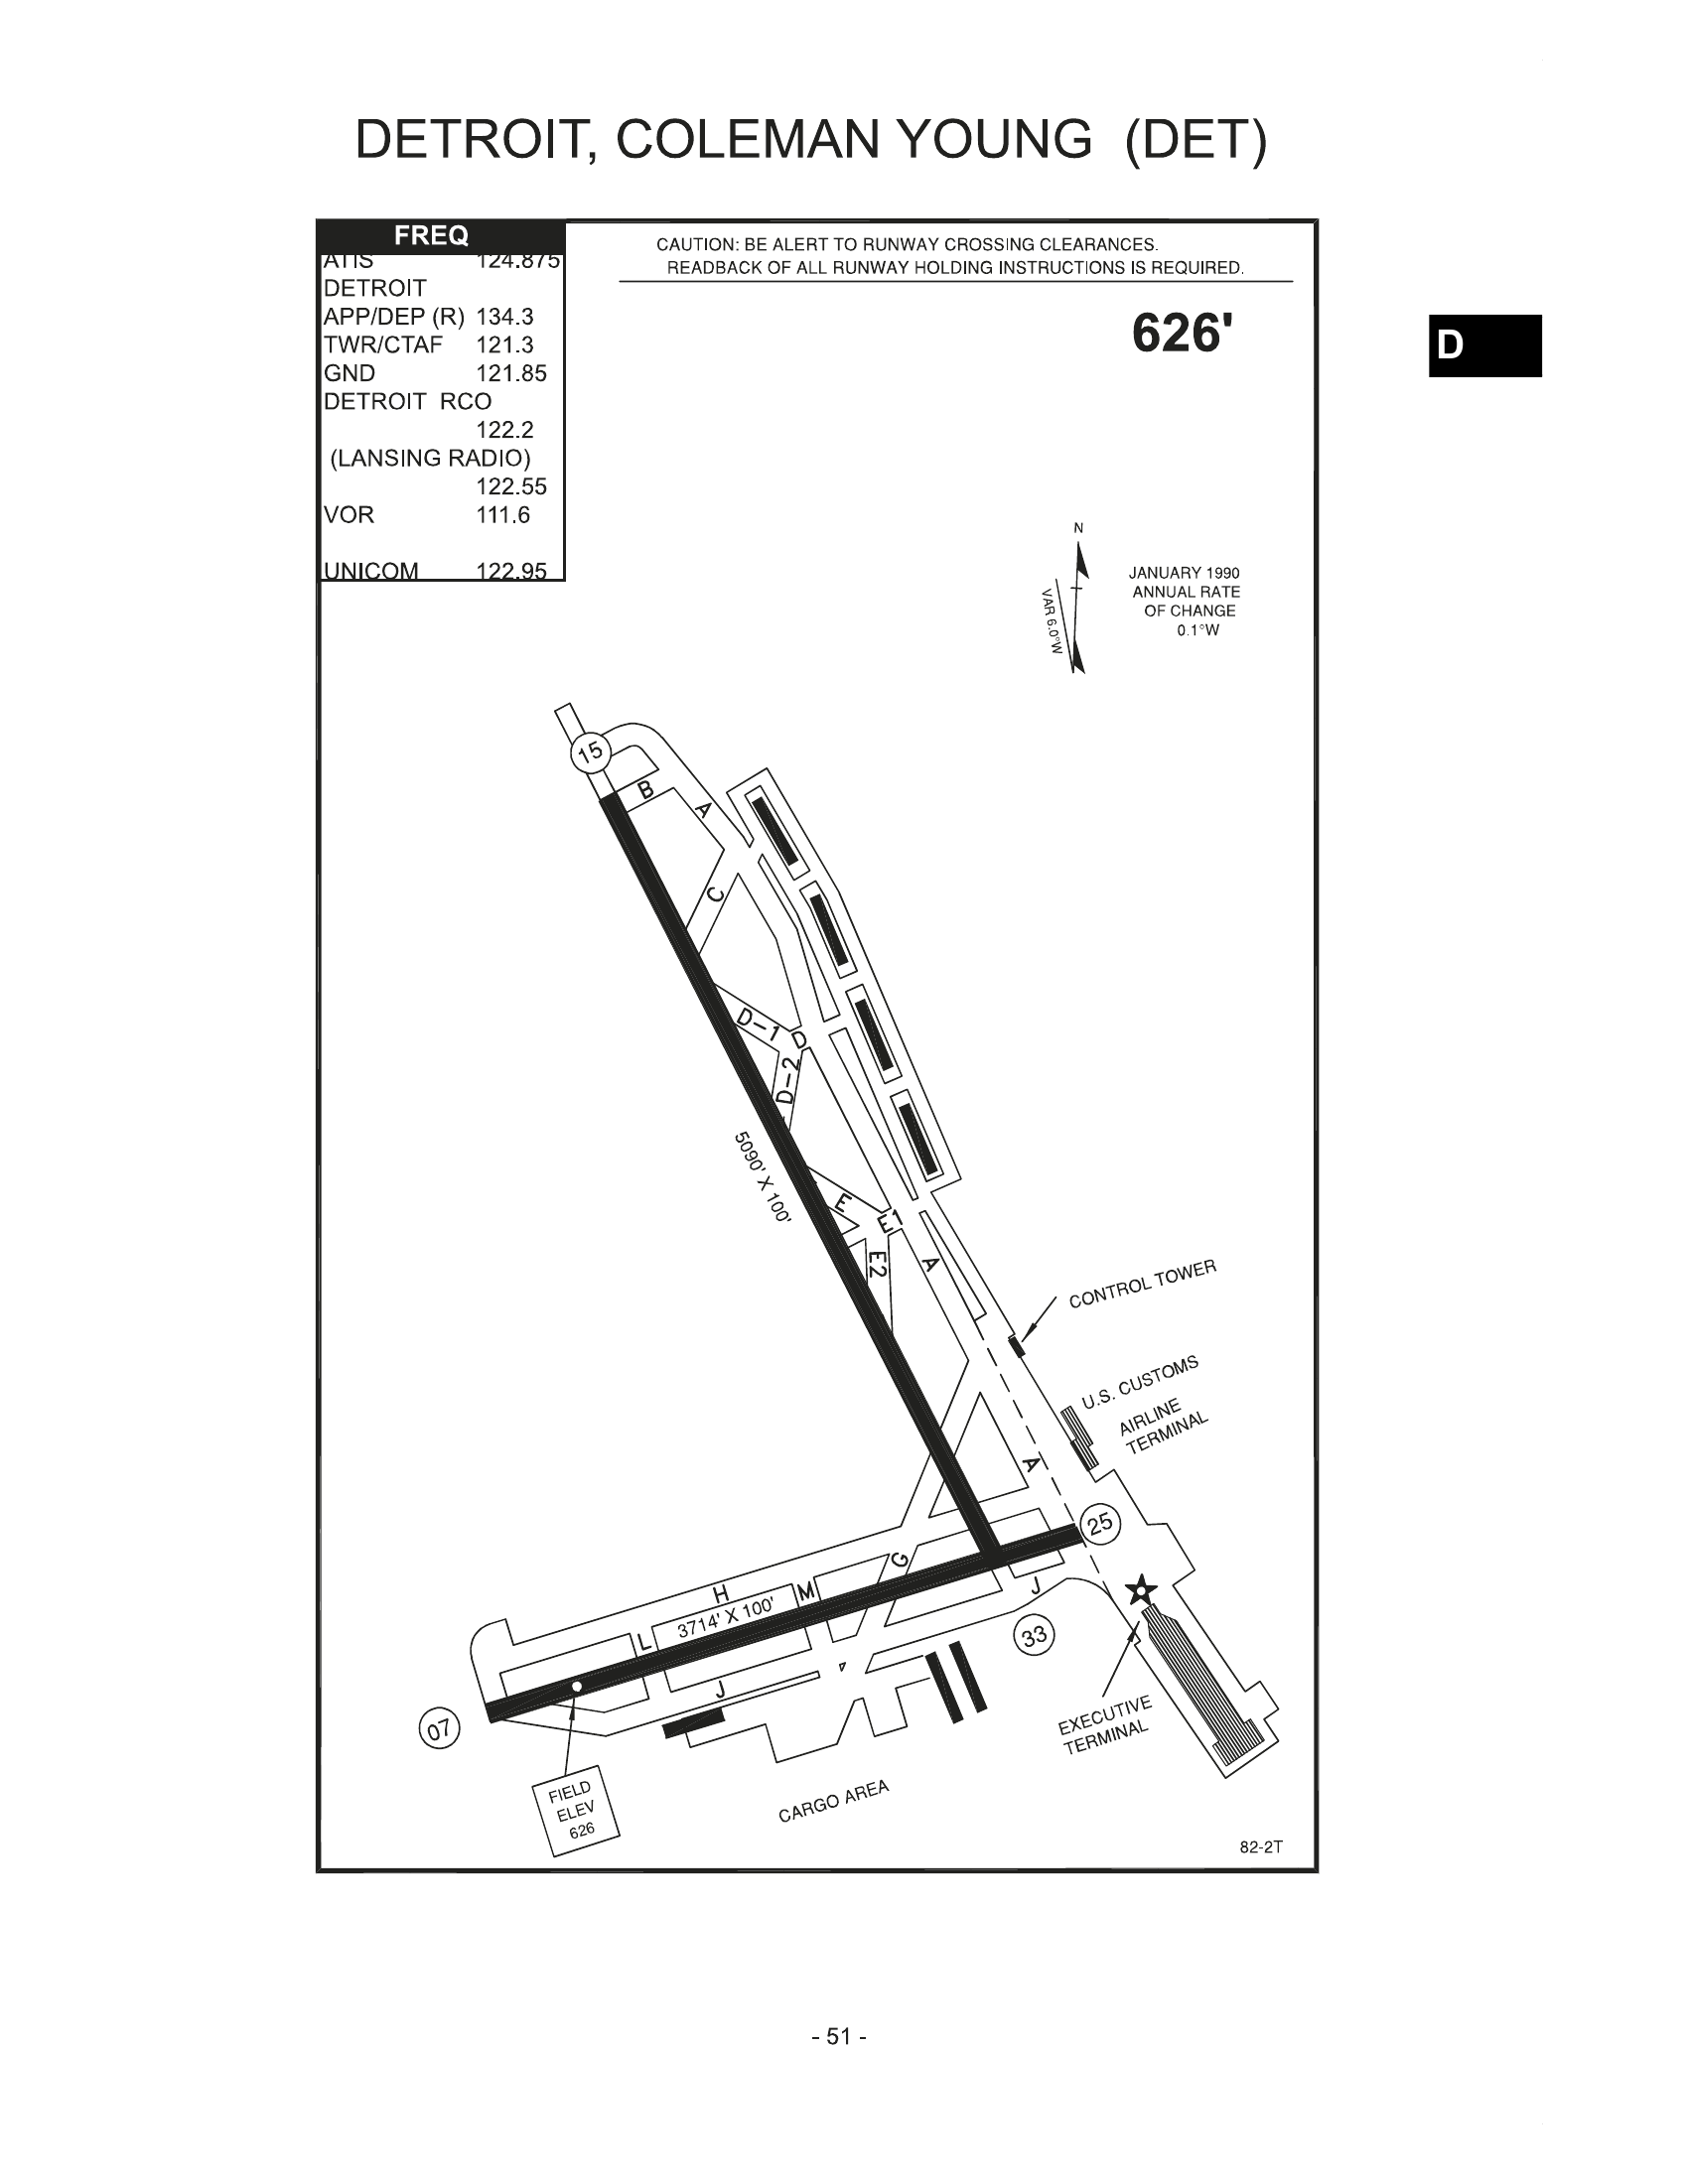 DETROIT, COLEMAN YOUNG (DET)
FREQ
ATIS 124.875
DETROIT
APP/DEP (R) 134.3
TWR/CTAF 121.3
GND 121.85
DETROIT RCO
122.2
(LANSING RADIO)
122.55
VOR 111.6
UNICOM 122.95
CAUTION: BE ALERT TO RUNWAY CROSSING CLEARANCES.
READBACK OF ALL RUNWAY HOLDING INSTRUCTIONS IS REQUIRED.
626'
D
N
VAR 6.0°W
JANUARY 1990
ANNUAL RATE
OF CHANGE
0.1°W
15
B
A
C
D-1
D
D-2
5090' X 100'
E
E1
E2
A
CONTROL TOWER
U.S. CUSTOMS
AIRLINE
TERMINAL
A
25
G
H
M
J
3714' X 100'
L
33
J
07
EXECUTIVE
TERMINAL
FIELD
ELEV
626
CARGO AREA
82-2T
- 51 -